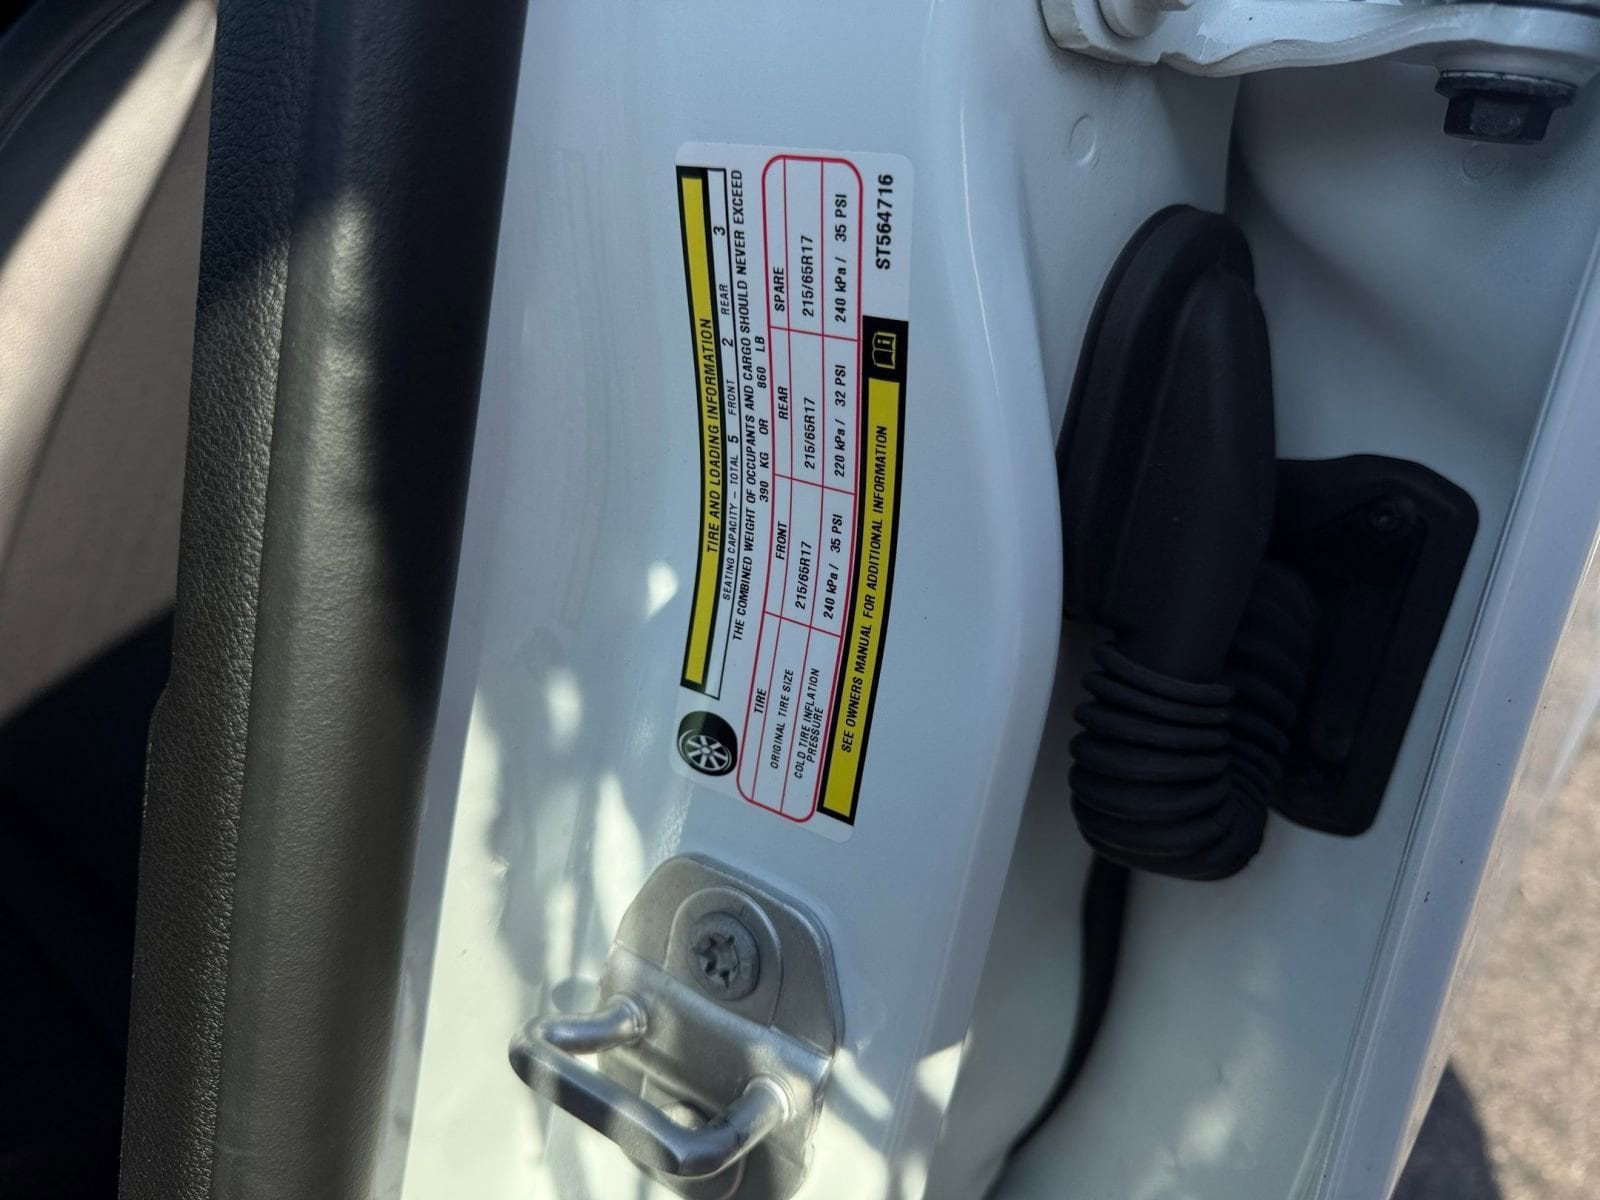 TIRE AND LOADING INFORMATION
SEATING CAPACITY – TOTAL 5 FRONT 2 REAR 3
THE COMBINED WEIGHT OF OCCUPANTS AND CARGO SHOULD NEVER EXCEED
390 KG OR 860 LB
TIRE FRONT REAR SPARE
ORIGINAL TIRE SIZE 215/65R17 215/65R17 215/65R17
COLD TIRE INFLATION
PRESSURE 240 kPa / 35 PSI 220 kPa / 32 PSI 240 kPa / 35 PSI
SEE OWNERS MANUAL FOR ADDITIONAL INFORMATION
ST564716